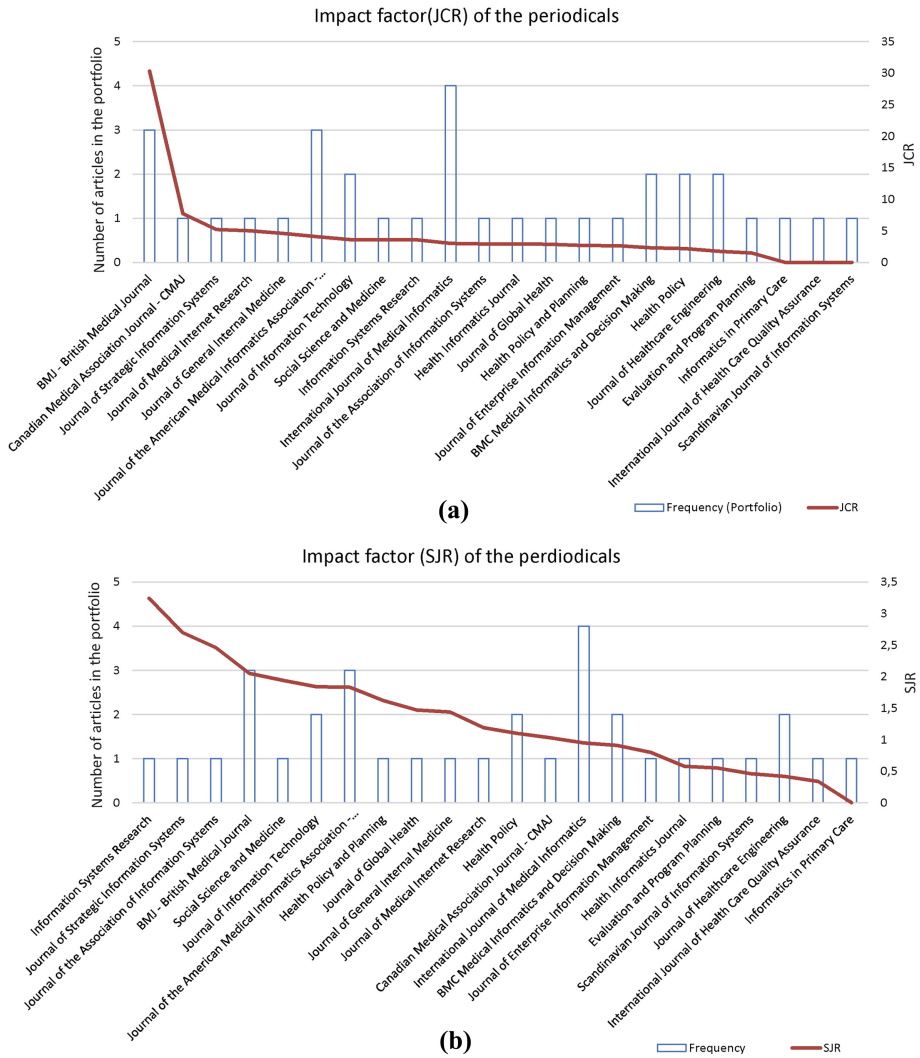 Impact factor(JCR) of the periodicals
Number of articles in the portfolio
5
4
3
2
1
0
35
30
25
20
15
10
5
0
JCR
BMJ - British Medical Journal
Canadian Medical Association Journal - CMAJ
Journal of Strategic Information Systems
Journal of Medical Internet Research
Journal of General Internal Medicine
Journal of the American Medical Informatics Association -...
Journal of Information Technology
Social Science and Medicine
Information Systems Research
International Journal of Medical Informatics
Journal of the Association of Information Systems
Health Informatics Journal
Journal of Global Health
Health Policy and Planning
Journal of Enterprise Information Management
BMC Medical Informatics and Decision Making
Health Policy
Journal of Healthcare Engineering
Evaluation and Program Planning
Informatics in Primary Care
International Journal of Health Care Quality Assurance
Scandinavian Journal of Information Systems
(a)
Frequency (Portfolio)
JCR
Impact factor (SJR) of the perdiodicals
Number of articles in the portfolio
5
4
3
2
1
0
3,5
3
2,5
2
1,5
1
0,5
0
SJR
Information Systems Research
Journal of Strategic Information Systems
Journal of the Association of Information Systems
BMJ - British Medical Journal
Social Science and Medicine
Journal of Information Technology
Journal of the American Medical Informatics Association -...
Health Policy and Planning
Journal of Global Health
Journal of General Internal Medicine
Journal of Medical Internet Research
Health Policy
Canadian Medical Association Journal - CMAJ
International Journal of Medical Informatics
BMC Medical Informatics and Decision Making
Journal of Enterprise Information Management
Health Informatics Journal
Evaluation and Program Planning
Scandinavian Journal of Information Systems
Journal of Healthcare Engineering
International Journal of Health Care Quality Assurance
Informatics in Primary Care
(b)
Frequency
SJR